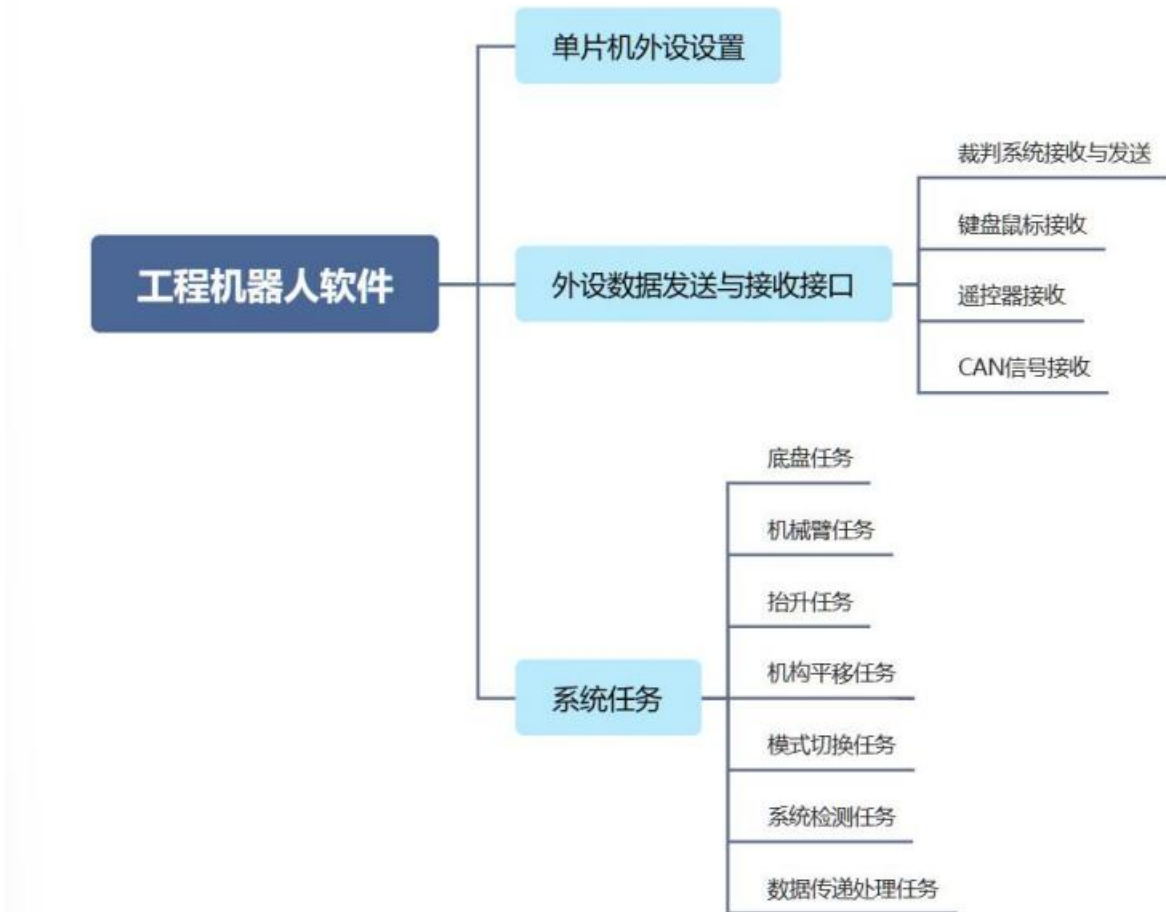 单片机外设设置
裁判系统接收与发送
键盘鼠标接收
工程机器人软件
外设数据发送与接收接口
遥控器接收
CAN信号接收
底盘任务
机械臂任务
抬升任务
机构平移任务
系统任务
模式切换任务
系统检测任务
数据传递处理任务